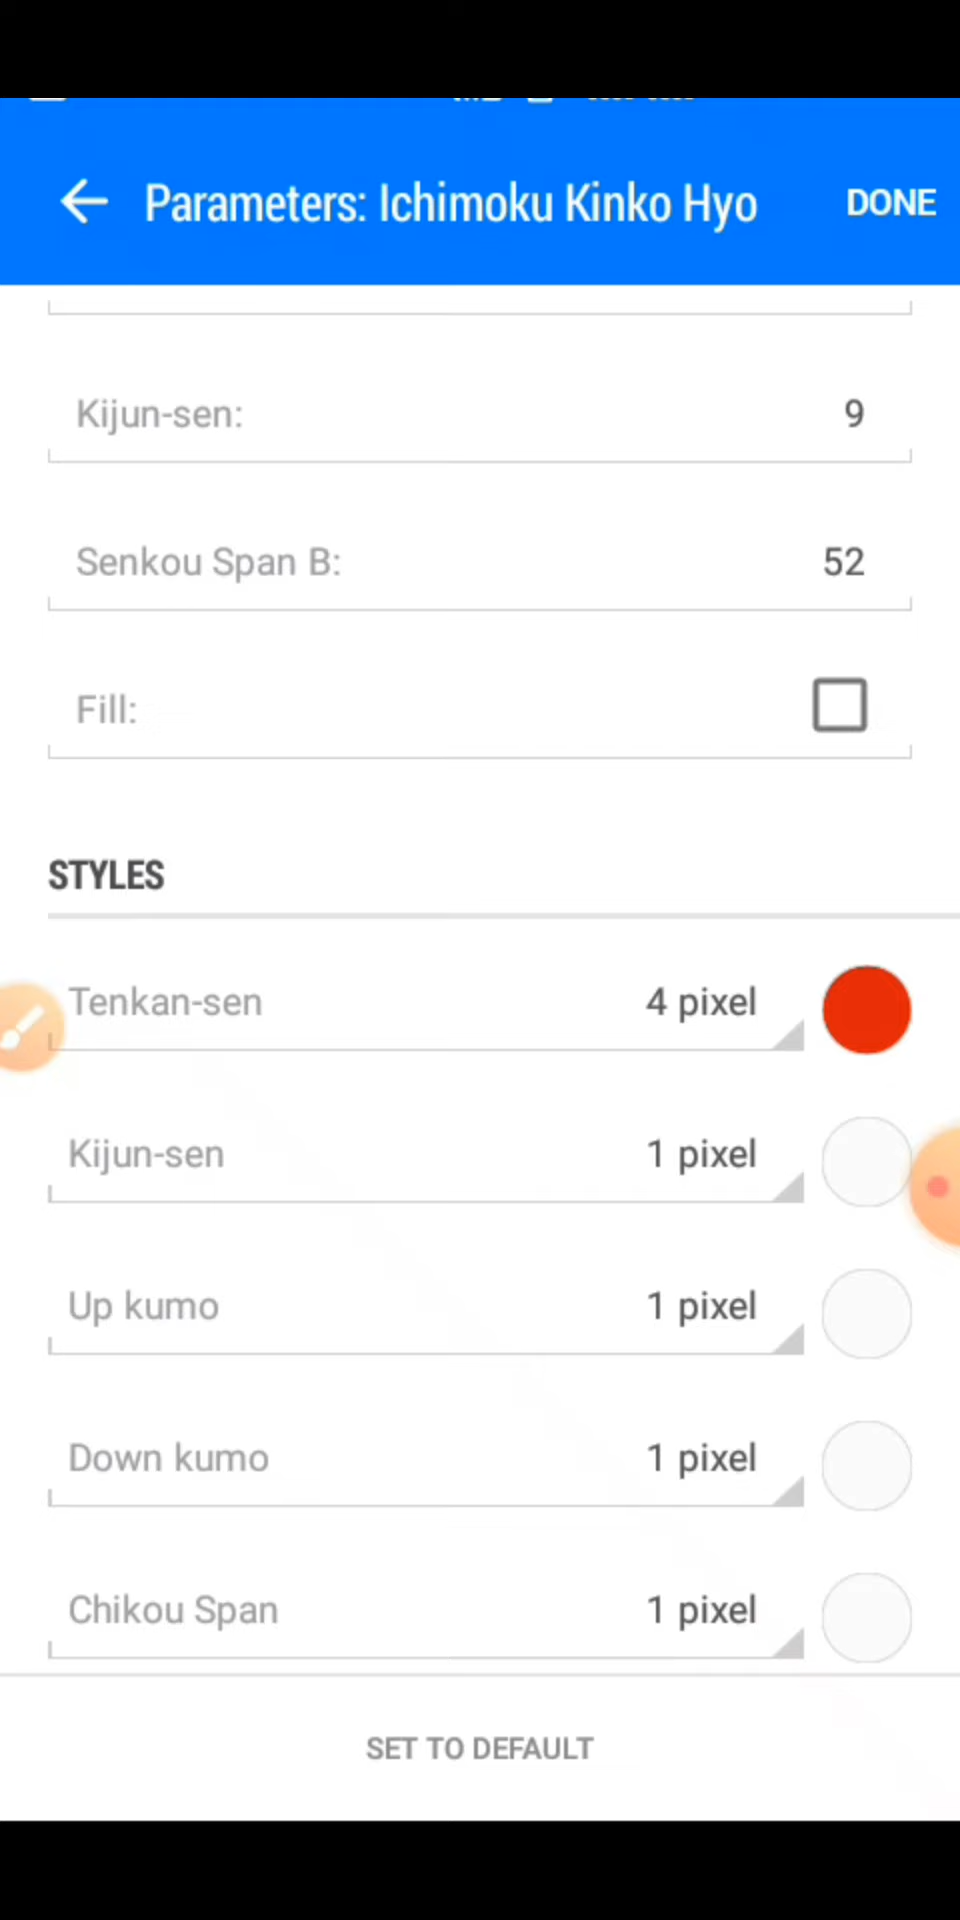 Parameters: Ichimoku Kinko Hyo DONE
Kijun-sen: 9
Senkou Span B: 52
Fill:
STYLES
Tenkan-sen 4 pixel
Kijun-sen 1 pixel
Up kumo 1 pixel
Down kumo 1 pixel
Chikou Span 1 pixel
SET TO DEFAULT